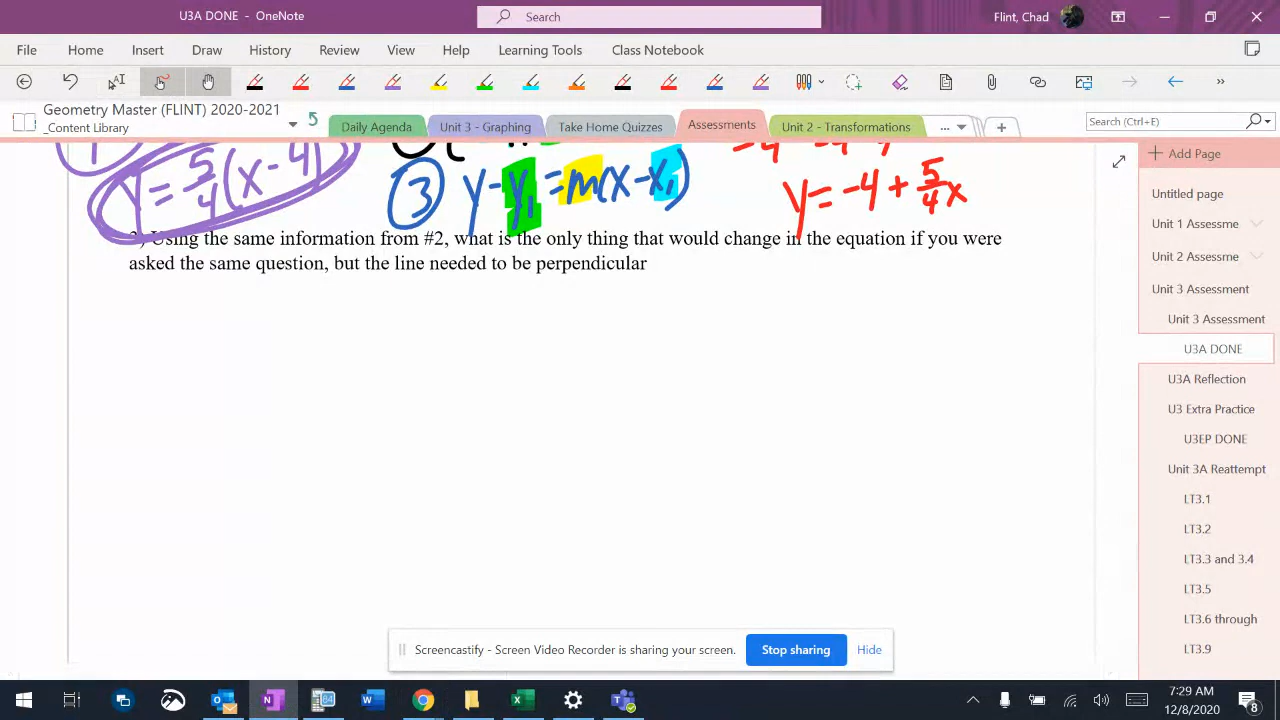 U3A DONE - OneNote
Search
Flint, Chad
File Home Insert Draw History Review View Help Learning Tools Class Notebook
Geometry Master (FLINT) 2020-2021
_Content Library
Daily Agenda
Unit 3 - Graphing
Take Home Quizzes
Assessments
Unit 2 - Transformations
...
Search (Ctrl+E)
y = 5/4(x-4)
③ y-y₁=m(x-x₁)
y=-4+5/4x
Using the same information from #2, what is the only thing that would change in the equation if you were
asked the same question, but the line needed to be perpendicular
Add Page
Untitled page
Unit 1 Assessme
Unit 2 Assessme
Unit 3 Assessment
Unit 3 Assessment
U3A DONE
U3A Reflection
U3 Extra Practice
U3EP DONE
Unit 3A Reattempt
LT3.1
LT3.2
LT3.3 and 3.4
LT3.5
LT3.6 through
LT3.9
Screencastify - Screen Video Recorder is sharing your screen.
Stop sharing
Hide
7:29 AM
12/8/2020
8